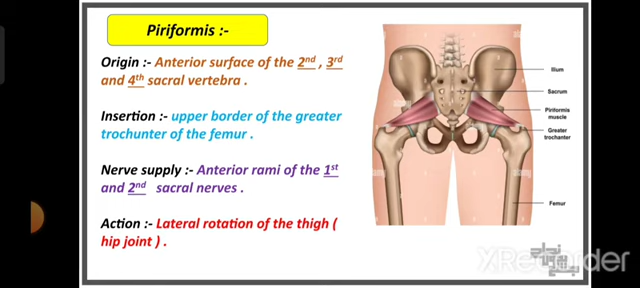 Piriformis :-
Origin :- Anterior surface of the 2nd , 3rd
and 4th sacral vertebra .
Insertion :- upper border of the greater
trochunter of the femur .
Nerve supply :- Anterior rami of the 1st
and 2nd sacral nerves .
Action :- Lateral rotation of the thigh (
hip joint ) .
Ilium
Sacrum
Piriformis
muscle
Greater
trochanter
Femur
XRecorder